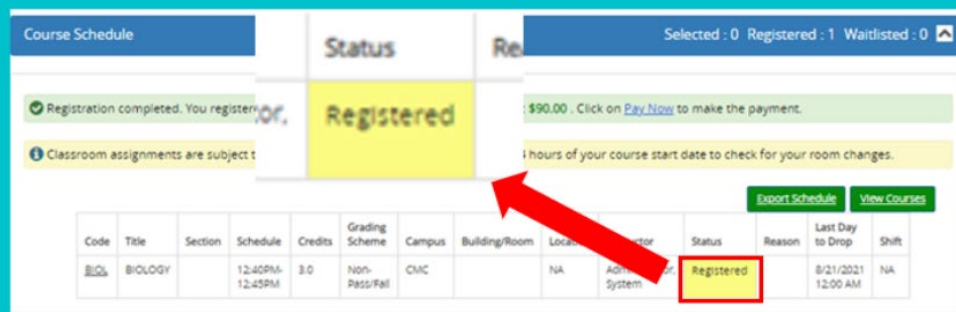 Course Schedule
Selected : 0 Registered : 1 Waitlisted : 0
Status
Registered
Registration completed. You
$90.00 . Click on Pay Now to make the payment.
Classroom assignments are subject
hours of your course start date to check for your room changes.
Export Schedule View Courses
Code Title Section Schedule Credits Grading Scheme Campus Building/Room Status Reason Last Day to Drop Shift
BIOL BIOLOGY 12:40PM-12:45PM 3.0 Non-Pass/Fail CMC NA System Registered 8/21/2021 12:00 AM NA